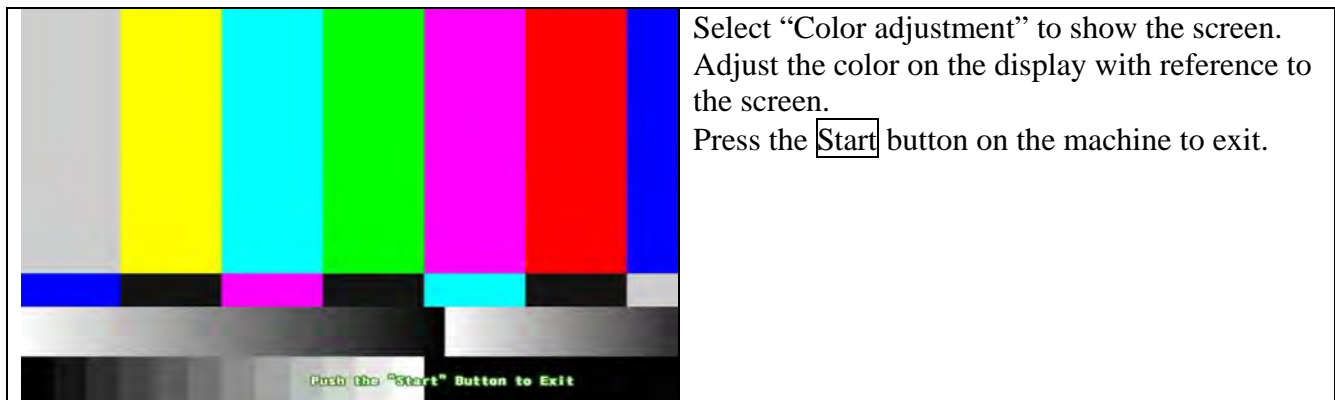 Select “Color adjustment” to show the screen.
Adjust the color on the display with reference to
the screen.
Press the Start button on the machine to exit.
Push the "Start" Button to Exit